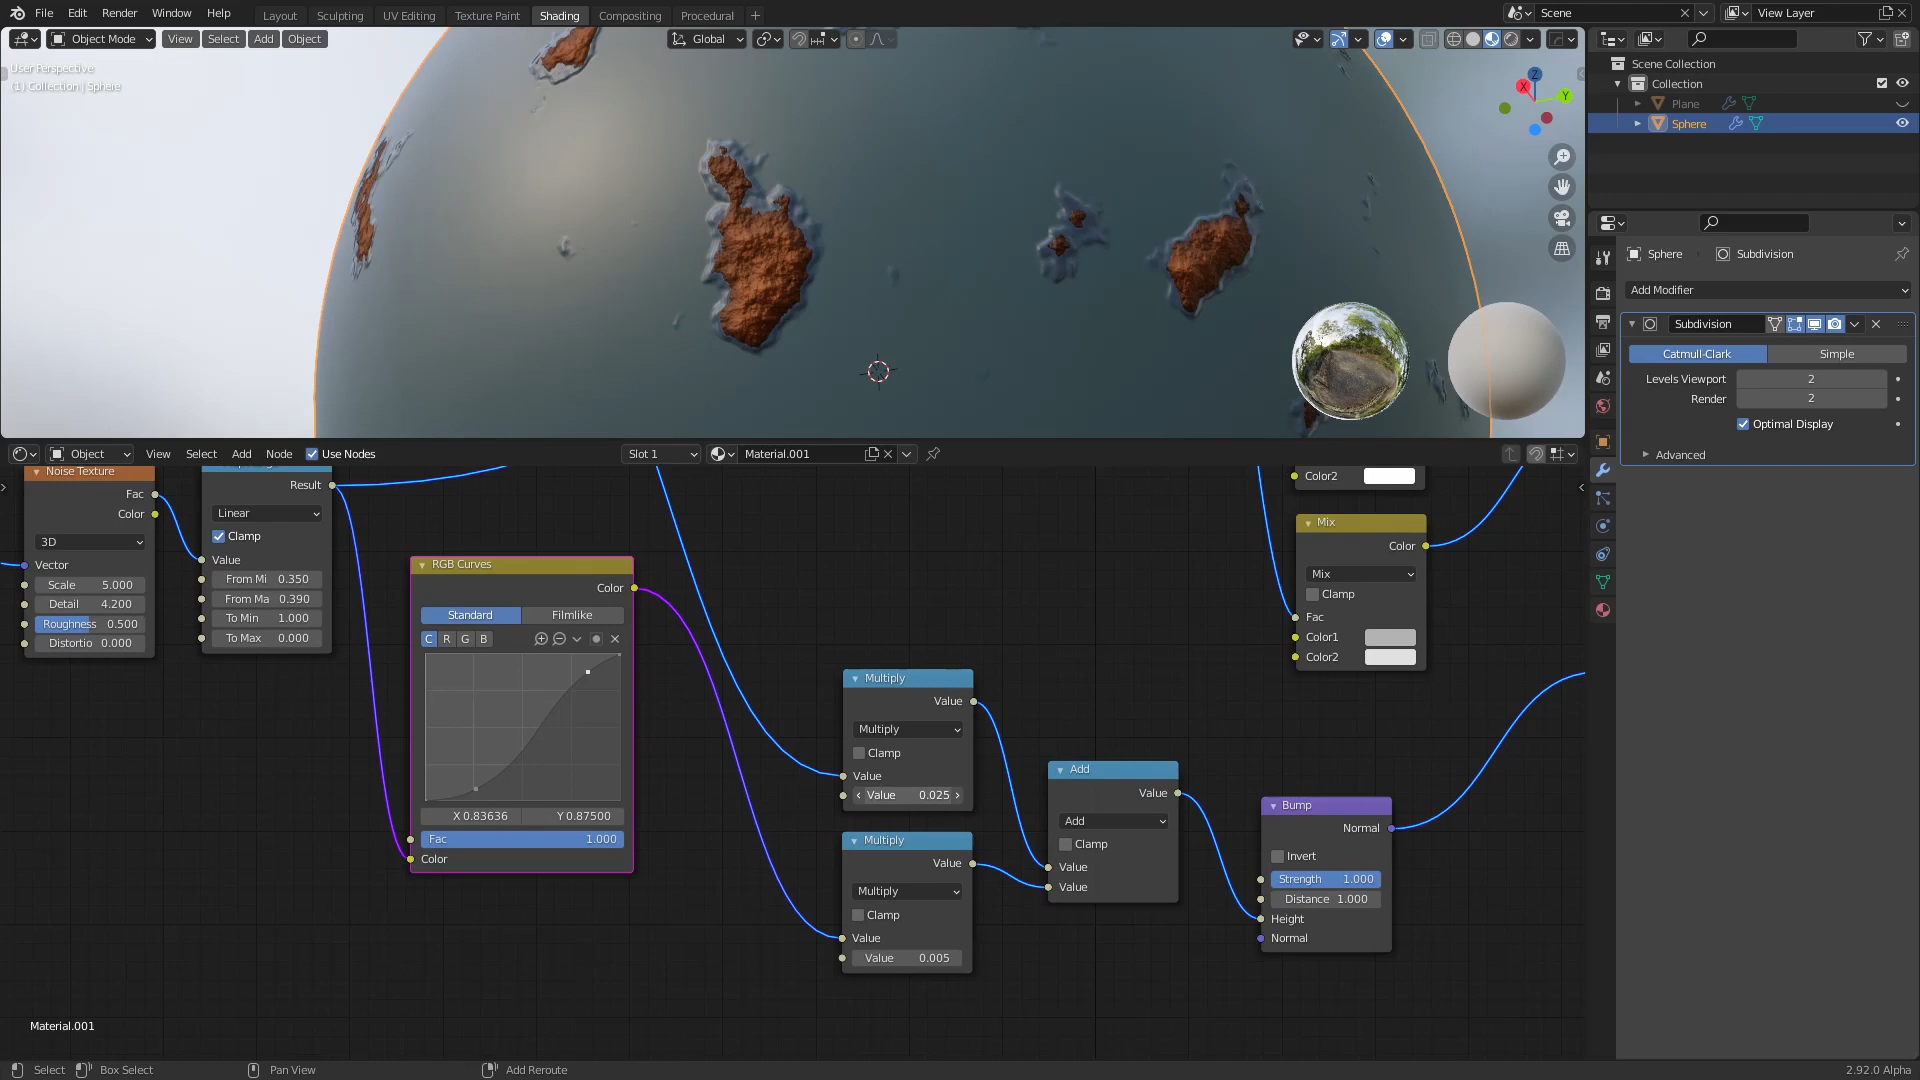 File Edit Render Window Help Layout Sculpting UV Editing Texture Paint Shading Compositing Procedural + Scene View Layer
Object Mode View Select Add Object Global
User Perspective
(1) Collection | Sphere
Z
X
Y
Scene Collection
Collection
Plane
Sphere
Sphere Subdivision
Add Modifier
Subdivision
Catmull-Clark Simple
Levels Viewport 2
Render 2
Optimal Display
Advanced
Object View Select Add Node Use Nodes Slot 1 Material.001
Noise Texture
Fac
Color
3D
Vector
Scale 5.000
Detail 4.200
Roughness 0.500
Distortio 0.000
Result
Linear
Clamp
Value
From Mi 0.350
From Ma 0.390
To Min 1.000
To Max 0.000
RGB Curves
Color
Standard Filmlike
C R G B
X 0.83636 Y 0.87500
Fac 1.000
Color
Multiply
Value
Multiply
Clamp
Value
Value 0.025
Multiply
Value
Multiply
Clamp
Value
Value 0.005
Add
Value
Add
Clamp
Value
Value
Color2
Mix
Color
Mix
Clamp
Fac
Color1
Color2
Bump
Normal
Invert
Strength 1.000
Distance 1.000
Height
Normal
Material.001
Select Box Select Pan View Add Reroute 2.92.0 Alpha